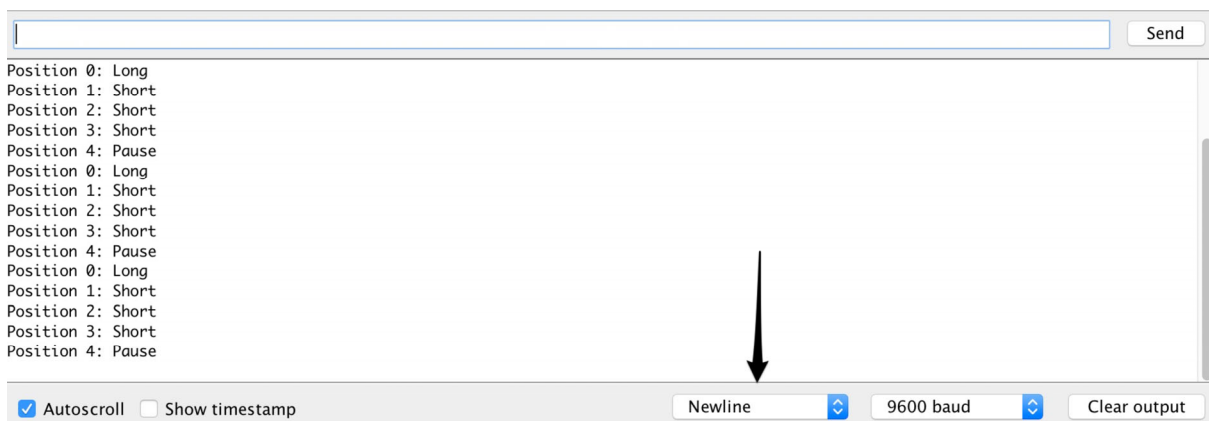 Send
Position 0: Long
Position 1: Short
Position 2: Short
Position 3: Short
Position 4: Pause
Position 0: Long
Position 1: Short
Position 2: Short
Position 3: Short
Position 4: Pause
Position 0: Long
Position 1: Short
Position 2: Short
Position 3: Short
Position 4: Pause
Autoscroll Show timestamp Newline 9600 baud Clear output